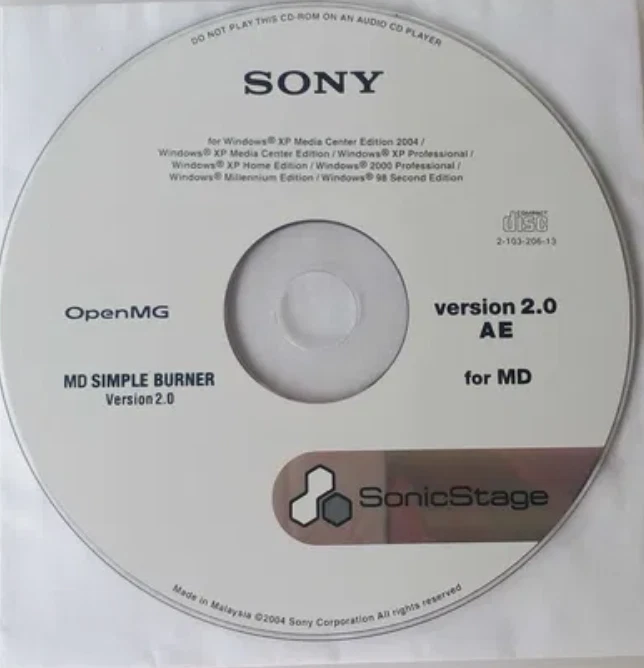 DO NOT PLAY THIS CD-ROM ON AN AUDIO CD PLAYER
SONY
for Windows® XP Media Center Edition 2004 /
Windows® XP Media Center Edition / Windows® XP Professional /
Windows® XP Home Edition / Windows® 2000 Professional /
Windows® Millennium Edition / Windows® 98 Second Edition
COMPACT
disc
2-103-206-13
OpenMG
version 2.0
AE
MD SIMPLE BURNER
Version 2.0
for MD
SonicStage
Made in Malaysia ©2004 Sony Corporation All rights reserved